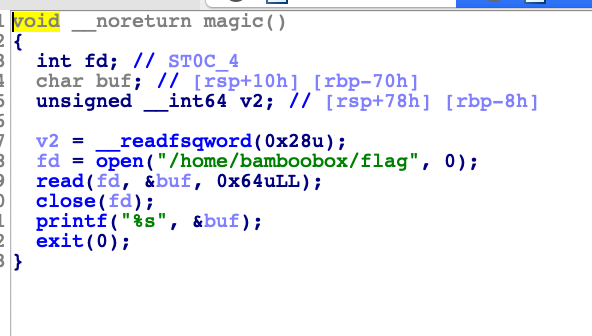 1 void __noreturn magic()
2 {
3   int fd; // ST0C_4
4   char buf; // [rsp+10h] [rbp-70h]
5   unsigned __int64 v2; // [rsp+78h] [rbp-8h]
6
7   v2 = __readfsqword(0x28u);
8   fd = open("/home/bamboobox/flag", 0);
9   read(fd, &buf, 0x64uLL);
0   close(fd);
1   printf("%s", &buf);
2   exit(0);
3 }